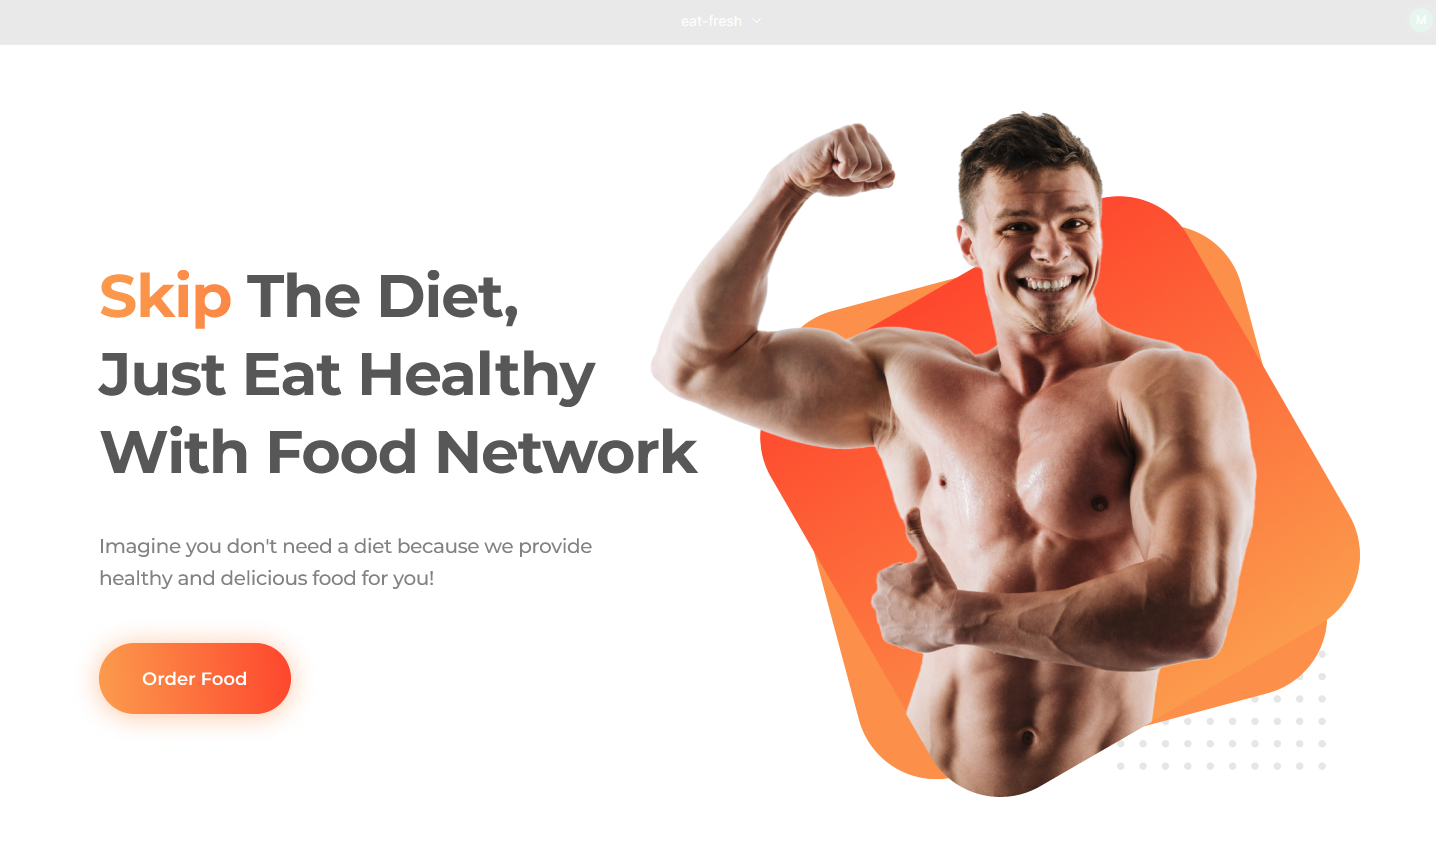 eat-fresh
M
Skip The Diet,
Just Eat Healthy
With Food Network
Imagine you don't need a diet because we provide
healthy and delicious food for you!
Order Food